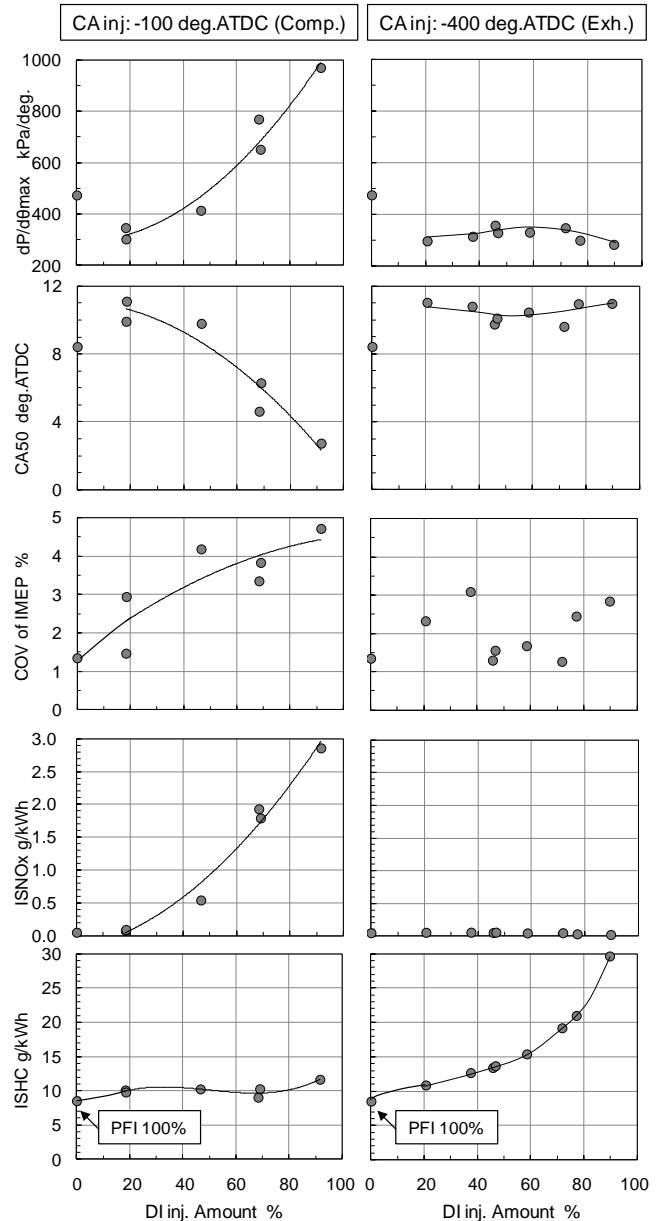 CA inj: -100 deg.ATDC (Comp.)
CA inj: -400 deg.ATDC (Exh.)
dP/dθmax kPa/deg.
1000
800
600
400
200
CA50 deg.ATDC
12
8
4
0
COV of IMEP %
5
4
3
2
1
0
ISNOx g/kWh
3.0
2.5
2.0
1.5
1.0
0.5
0.0
ISHC g/kWh
30
25
20
15
10
5
0
PFI 100%
PFI 100%
0 20 40 60 80 100
0 20 40 60 80 100
DI inj. Amount %
DI inj. Amount %